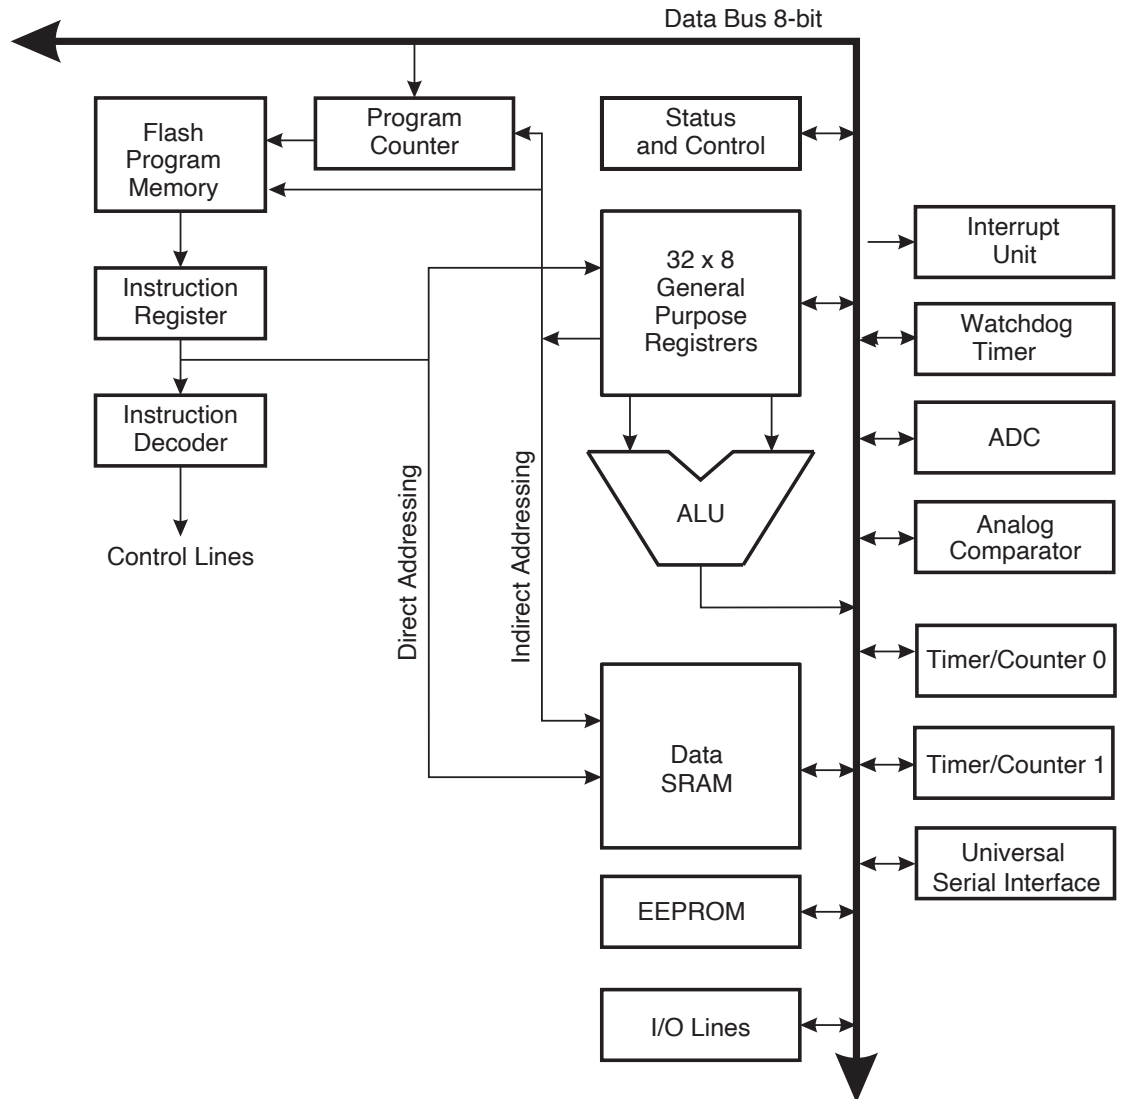 Data Bus 8-bit
Flash
Program
Memory
Program
Counter
Status
and Control
Interrupt
Unit
32 x 8
General
Purpose
Registrers
Instruction
Register
Watchdog
Timer
Instruction
Decoder
ADC
ALU
Analog
Comparator
Control Lines
Direct Addressing
Indirect Addressing
Timer/Counter 0
Data
SRAM
Timer/Counter 1
Universal
Serial Interface
EEPROM
I/O Lines